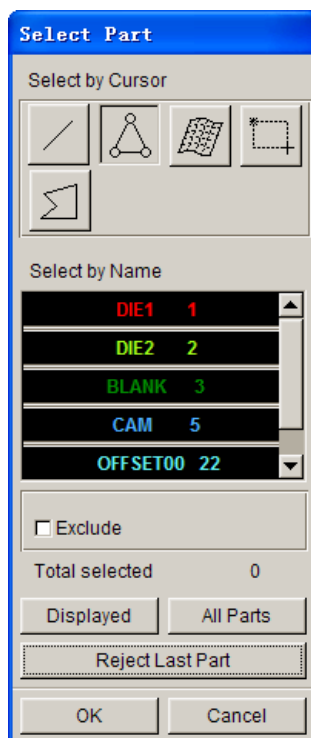 Select Part
Select by Cursor
Select by Name
DIE1 1
DIE2 2
BLANK 3
CAM 5
OFFSET00 22
Exclude
Total selected 0
Displayed All Parts
Reject Last Part
OK Cancel